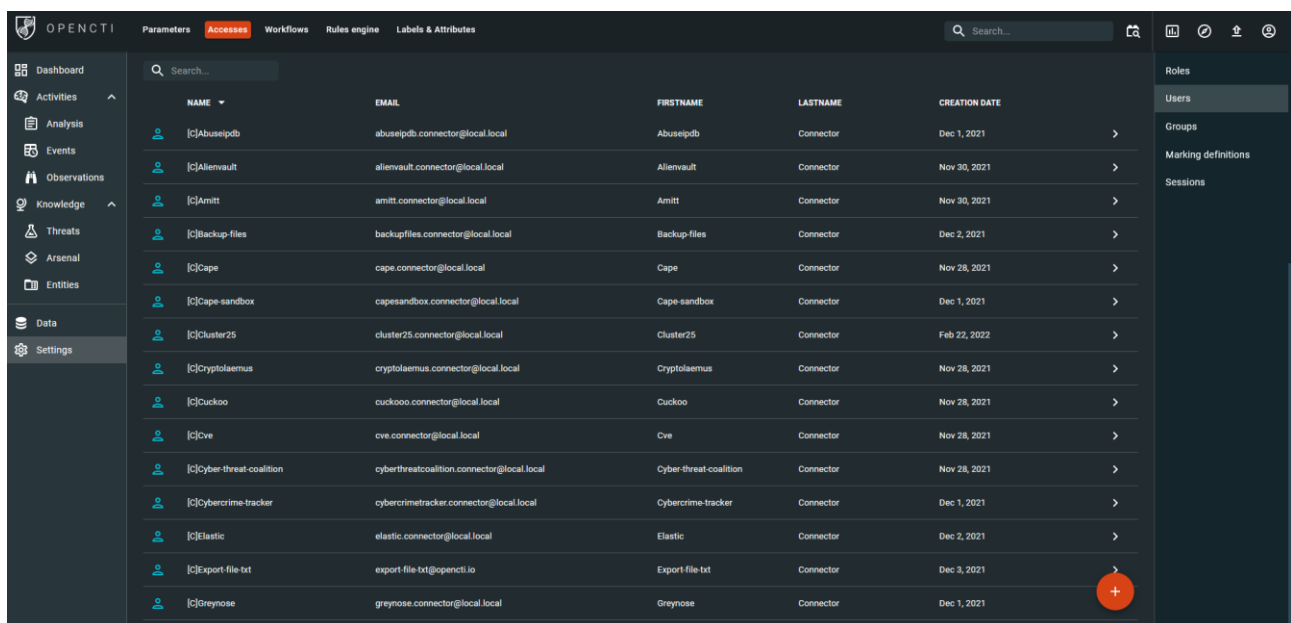 OPENCTI
Parameters Accesses Workflows Rules engine Labels & Attributes
Search...
Dashboard
Activities
Analysis
Events
Observations
Knowledge
Threats
Arsenal
Entities
Data
Settings
Search...
NAME EMAIL FIRSTNAME LASTNAME CREATION DATE
[C]Abuseipdb abuseipdb.connector@local.local Abuseipdb Connector Dec 1, 2021
[C]Alienvault alienvault.connector@local.local Alienvault Connector Nov 30, 2021
[C]Amitt amitt.connector@local.local Amitt Connector Nov 30, 2021
[C]Backup-files backupfiles.connector@local.local Backup-files Connector Dec 2, 2021
[C]Cape cape.connector@local.local Cape Connector Nov 28, 2021
[C]Cape-sandbox capesandbox.connector@local.local Cape-sandbox Connector Dec 1, 2021
[C]Cluster25 cluster25.connector@local.local Cluster25 Connector Feb 22, 2022
[C]Cryptolaemus cryptolaemus.connector@local.local Cryptolaemus Connector Nov 28, 2021
[C]Cuckoo cuckooo.connector@local.local Cuckoo Connector Nov 28, 2021
[C]Cve cve.connector@local.local Cve Connector Nov 28, 2021
[C]Cyber-threat-coalition cyberthreatcoalition.connector@local.local Cyber-threat-coalition Connector Nov 28, 2021
[C]Cybercrime-tracker cybercrimetracker.connector@local.local Cybercrime-tracker Connector Dec 1, 2021
[C]Elastic elastic.connector@local.local Elastic Connector Dec 2, 2021
[C]Export-file-txt export-file-txt@opencti.io Export-file-txt Connector Dec 3, 2021
[C]Greynose greynose.connector@local.local Greynose Connector Dec 1, 2021
Roles
Users
Groups
Marking definitions
Sessions